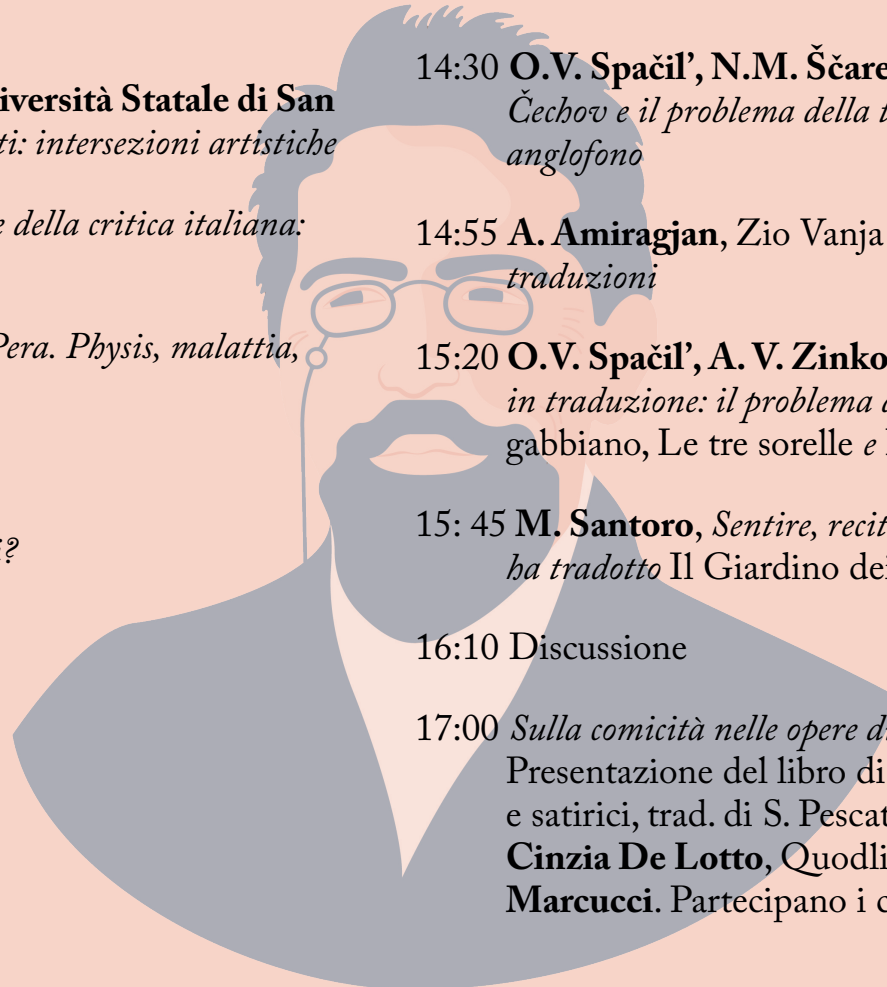 iversità Statale di San
ti: intersezioni artistiche
e della critica italiana:
Pera. Physis, malattia,
i?
14:30 O.V. Spačil’, N.M. Ščare
Čechov e il problema della t
anglofono
14:55 A. Amiragjan, Zio Vanja
traduzioni
15:20 O.V. Spačil’, A. V. Zinko
in traduzione: il problema
gabbiano, Le tre sorelle e
15: 45 M. Santoro, Sentire, recit
ha tradotto Il Giardino dei
16:10 Discussione
17:00 Sulla comicità nelle opere di
Presentazione del libro di
e satirici, trad. di S. Pescat
Cinzia De Lotto, Quodli
Marcucci. Partecipano i c